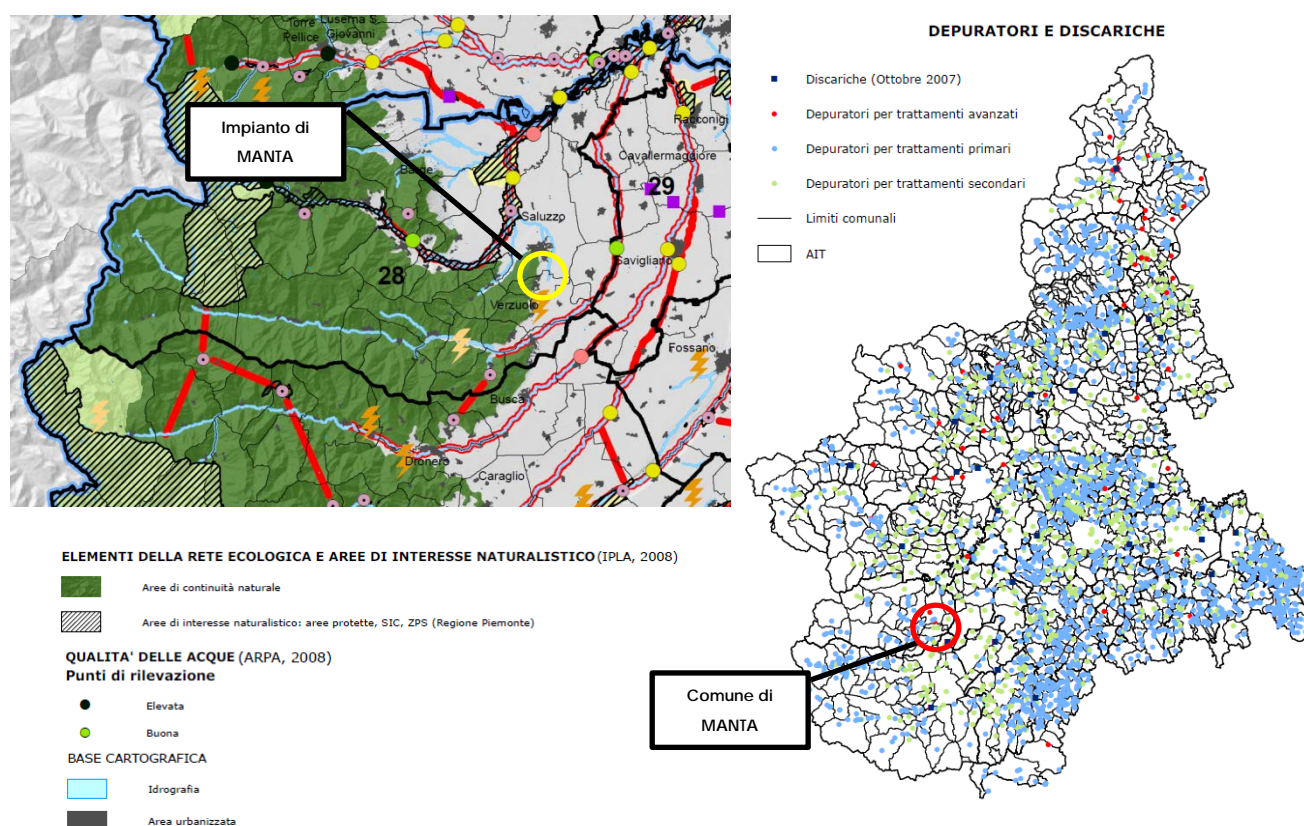 Torre
Pellice
Luserna S.
Giovanni
Impianto di
MANTA
Barge
Racconigi
Cavallermaggiore
29
Saluzzo
28
Savigliano
Verzuolo
Fossano
Busca
Dronero
Caraglio
ELEMENTI DELLA RETE ECOLOGICA E AREE DI INTERESSE NATURALISTICO (IPLA, 2008)
Aree di continuità naturale
Aree di interesse naturalistico: aree protette, SIC, ZPS (Regione Piemonte)
QUALITA' DELLE ACQUE (ARPA, 2008)
Punti di rilevazione
Elevata
Buona
BASE CARTOGRAFICA
Idrografia
Area urbanizzata
DEPURATORI E DISCARICHE
Discariche (Ottobre 2007)
Depuratori per trattamenti avanzati
Depuratori per trattamenti primari
Depuratori per trattamenti secondari
Limiti comunali
AIT
Comune di
MANTA